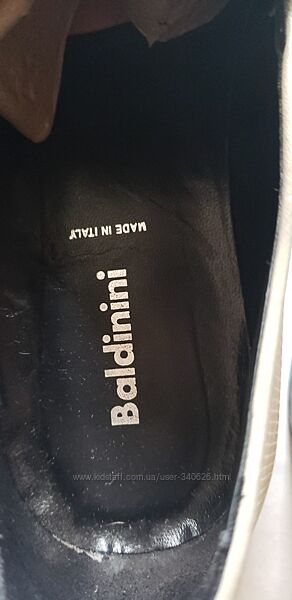 MADE IN ITALY
Baldinini
www.kidstaff.com.ua/user-340626.html